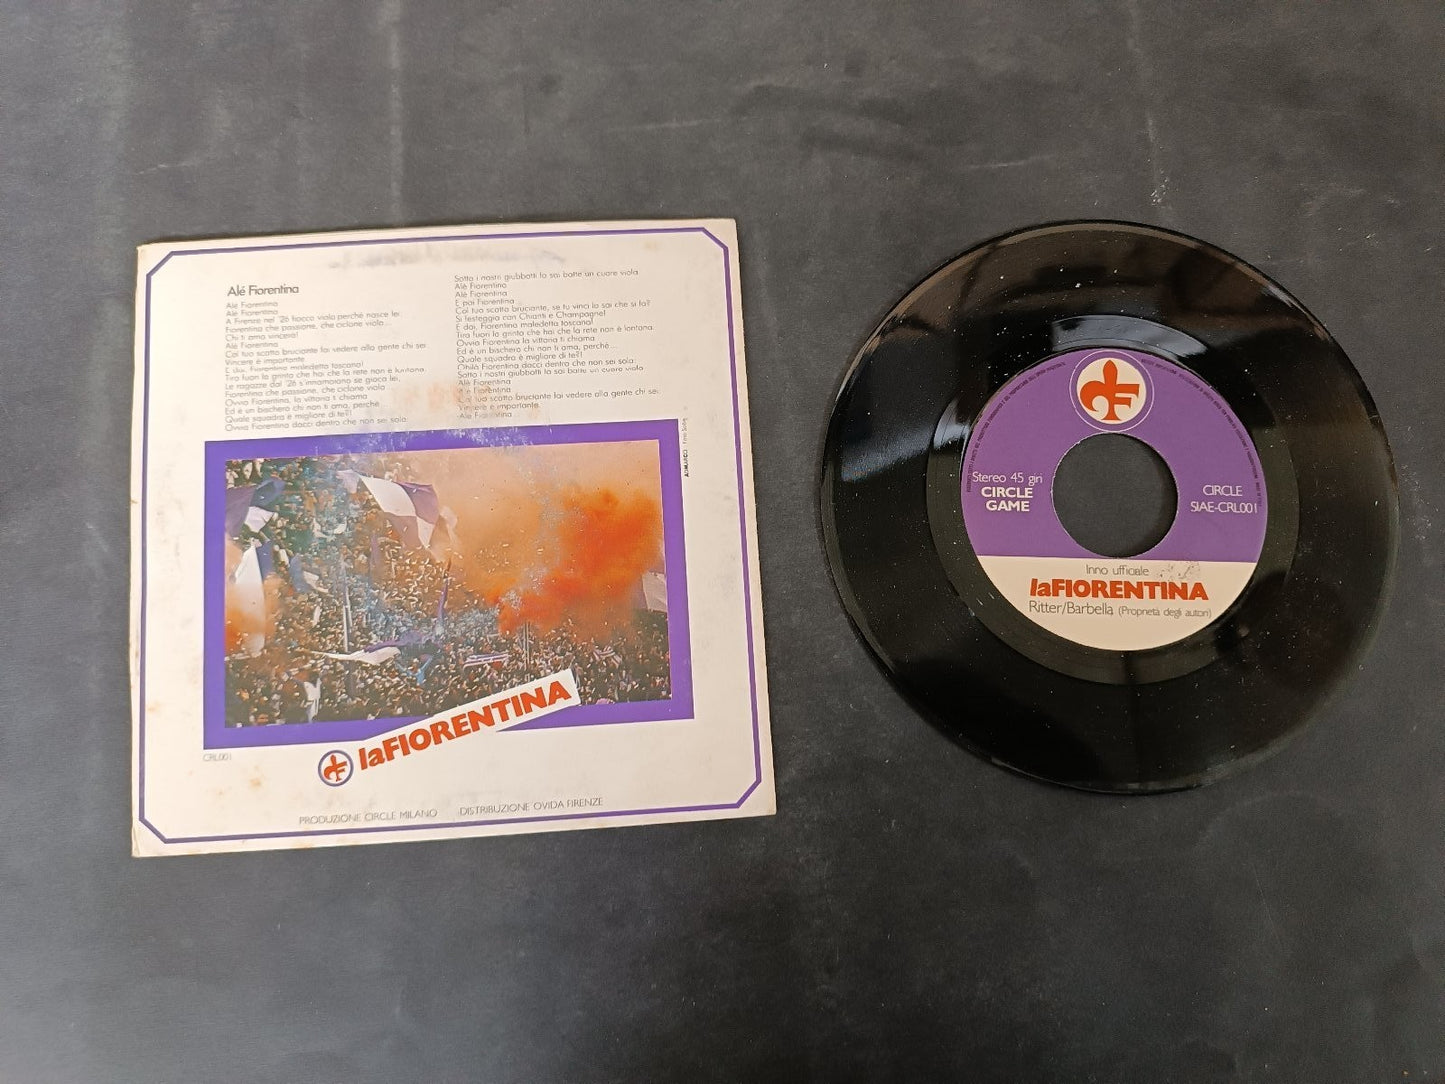 Alé Fiorentina
Alé Fiorentina
Alé Fiorentina
A Firenze nel '26 fiocco viola perché nasce lei
Fiorentina che passione, che ciclone viola...
Chi ti ama vincerai
Alé Fiorentina
Col tuo scatto bruciante fai vedere alla gente chi sei
Vincere è importante
E dai, Fiorentina maledetta toscana!
Tira fuori la grinta che hai che la rete non è lontana
Le ragazze dal '26 s'innamorano se gioca lei,
Fiorentina che passione, che ciclone viola...
Ovvia Fiorentina, la vittoria ti chiama
Ed è un bischero chi non ti ama, perché...
Quale squadra è migliore di te?!
Ovvia Fiorentina dacci dentro che non sei sola
Sotto i nostri giubbotti lo sai batte un cuore viola
Alè Fiorentina
Alè Fiorentina
E poi Fiorentina...
Col tuo scatto bruciante, se tu vinci lo sai che si fa?
Si festeggia con Chianti e Champagne!
E dai, Fiorentina maledetta toscana!
Tira fuori la grinta che hai che la rete non è lontana
Ovvia Fiorentina la vittoria ti chiama
Ed è un bischero chi non ti ama, perchè...
Quale squadra è migliore di te?!
Ohilà Fiorentina dacci dentro che non sei sola
Sotto i nostri giubbotti lo sai batte un cuore viola
Alè Fiorentina
Alè Fiorentina
Col tuo scatto bruciante fai vedere alla gente chi sei
Vincere è importante
Alè Fiorentina
laFIORENTINA
CRL001
PRODUZIONE CIRCLE MILANO DISTRIBUZIONE OVIDA FIRENZE
F
Stereo 45 giri
CIRCLE
GAME
CIRCLE
SIAE-CRL001
Inno ufficiale
laFIORENTINA
Ritter/Barbella (Proprietà degli autori)